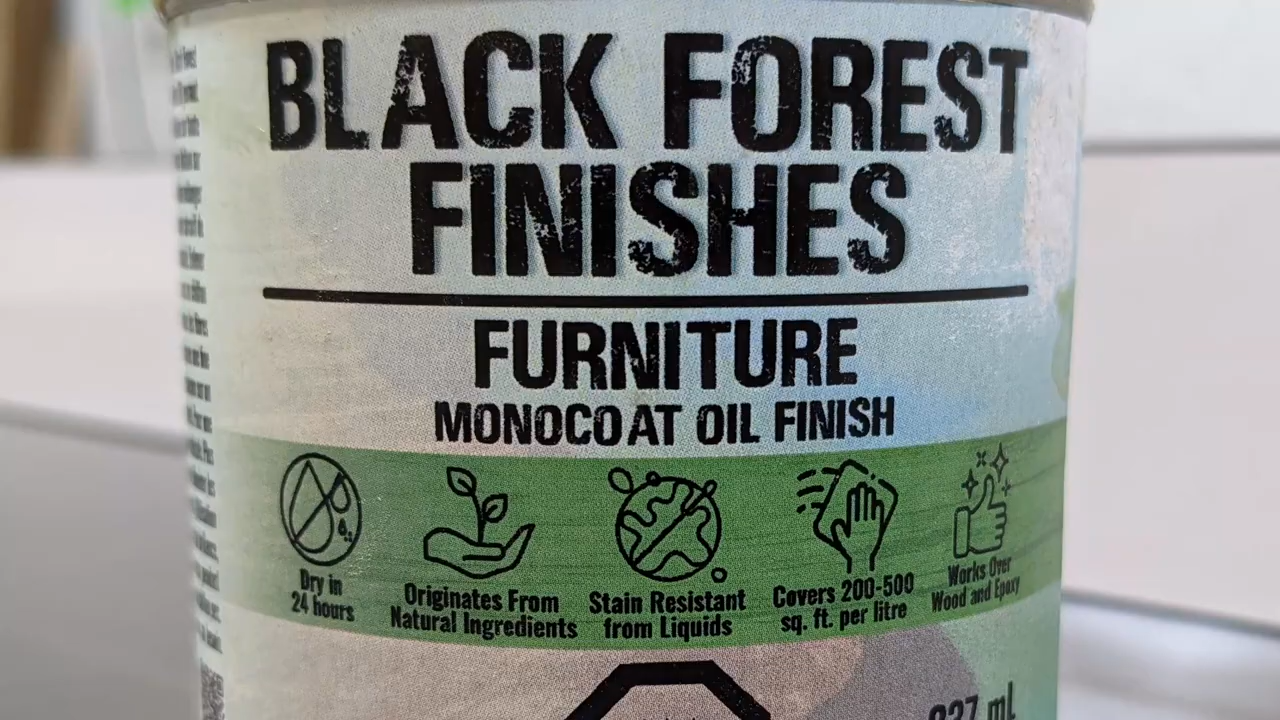 BLACK FOREST
FINISHES
FURNITURE
MONOCOAT OIL FINISH
Dry in
24 hours
Originates From
Natural Ingredients
Stain Resistant
from Liquids
Covers 200-500
sq. ft. per litre
Works Over
Wood and Epoxy
mL